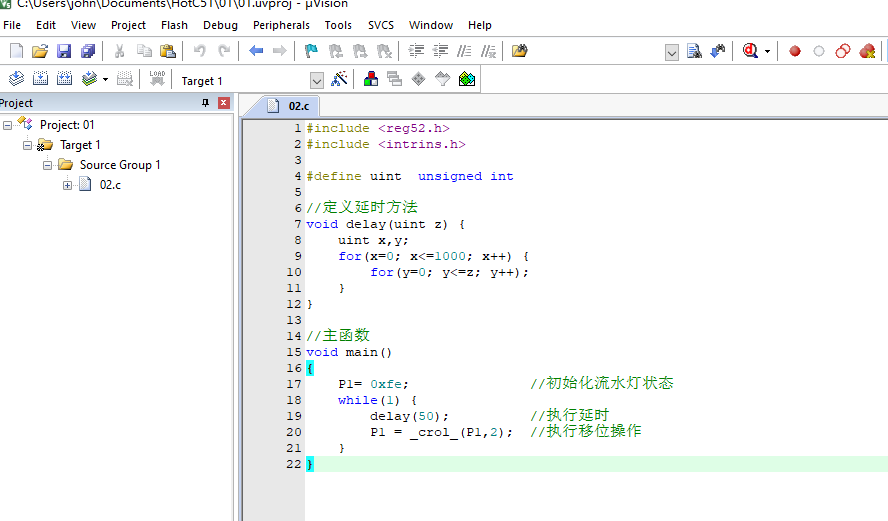 C:\Users\john\Documents\HotC51\01\01.uvproj - µVision
File Edit View Project Flash Debug Peripherals Tools SVCS Window Help
LOAD
Target 1
Project
02.c
Project: 01
Target 1
Source Group 1
02.c
1 #include <reg52.h>
2 #include <intrins.h>
3
4 #define uint  unsigned int
5
6 //定义延时方法
7 void delay(uint z) {
8     uint x,y;
9     for(x=0; x<=1000; x++) {
10         for(y=0; y<=z; y++);
11     }
12 }
13
14 //主函数
15 void main()
16 {
17     P1= 0xfe;               //初始化流水灯状态
18     while(1) {
19         delay(50);          //执行延时
20         P1 = _crol_(P1,2);  //执行移位操作
21     }
22 }